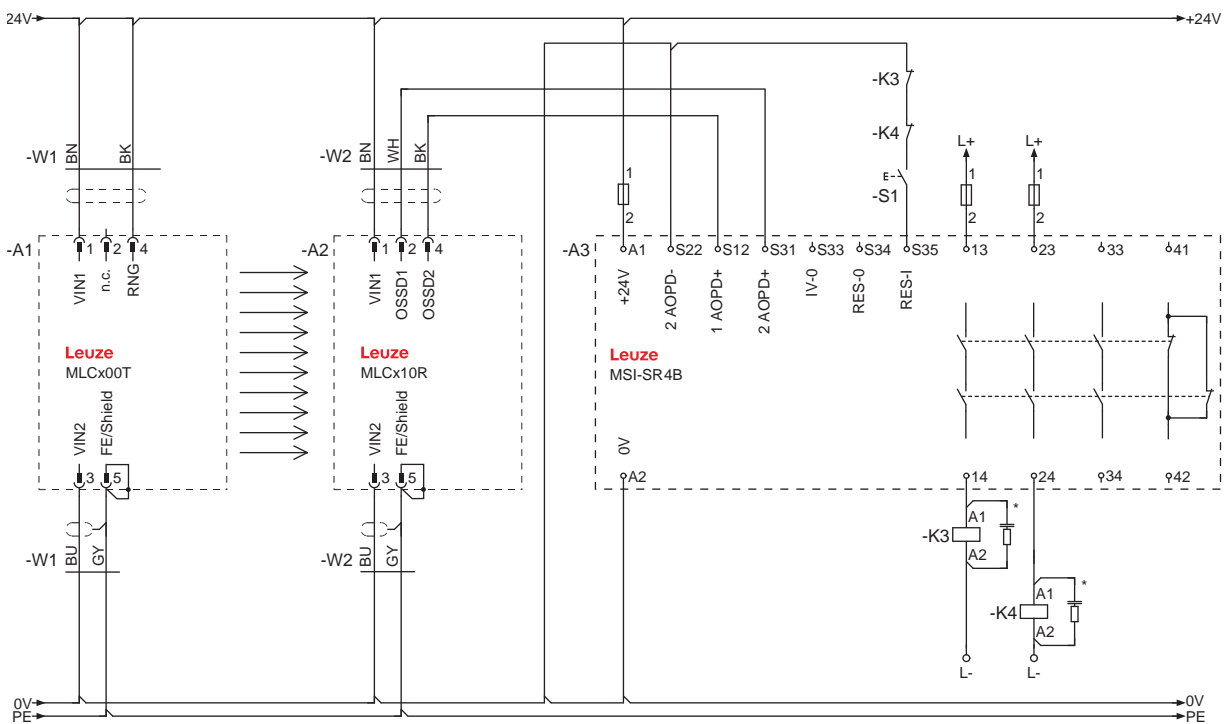 24V
+24V
-K3
-K4
E
-S1
L+
L+
-W1
BN
BK
-W2
BN
WH
BK
1
2
1
2
1
2
-A1
1
2
4
-A2
1
2
4
-A3
A1
S22
S12
S31
S33
S34
S35
13
23
33
41
VIN1
n.c.
RNG
VIN1
OSSD1
OSSD2
+24V
2 AOPD-
1 AOPD+
2 AOPD+
IV-0
RES-0
RES-I
Leuze
MLCx00T
Leuze
MLCx10R
Leuze
MSI-SR4B
VIN2
FE/Shield
VIN2
FE/Shield
0V
3
5
3
5
A2
14
24
34
42
-W1
BU
GY
-W2
BU
GY
-K3
A1
A2
*
-K4
A1
A2
*
L-
L-
0V
PE
0V
PE